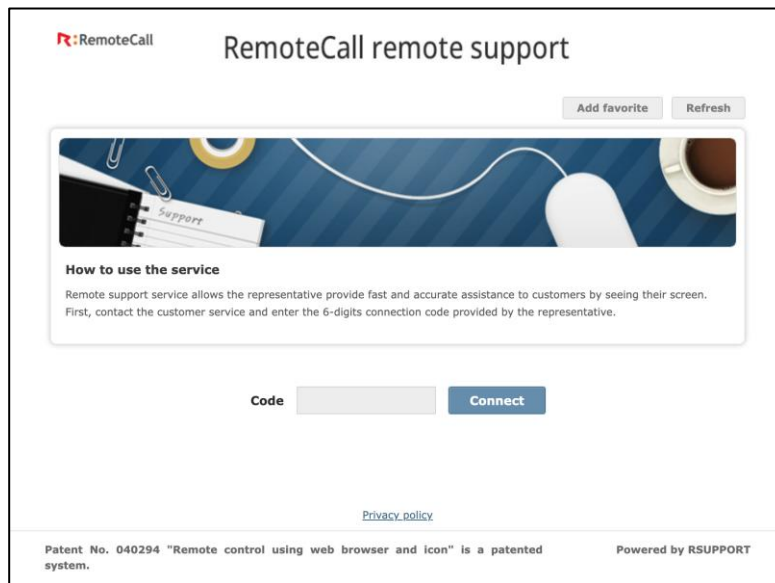 RemoteCall
RemoteCall remote support
Add favorite
Refresh
Support
How to use the service
Remote support service allows the representative provide fast and accurate assistance to customers by seeing their screen.
First, contact the customer service and enter the 6-digits connection code provided by the representative.
Code
Connect
Privacy policy
Patent No. 040294 "Remote control using web browser and icon" is a patented
system.
Powered by RSUPPORT